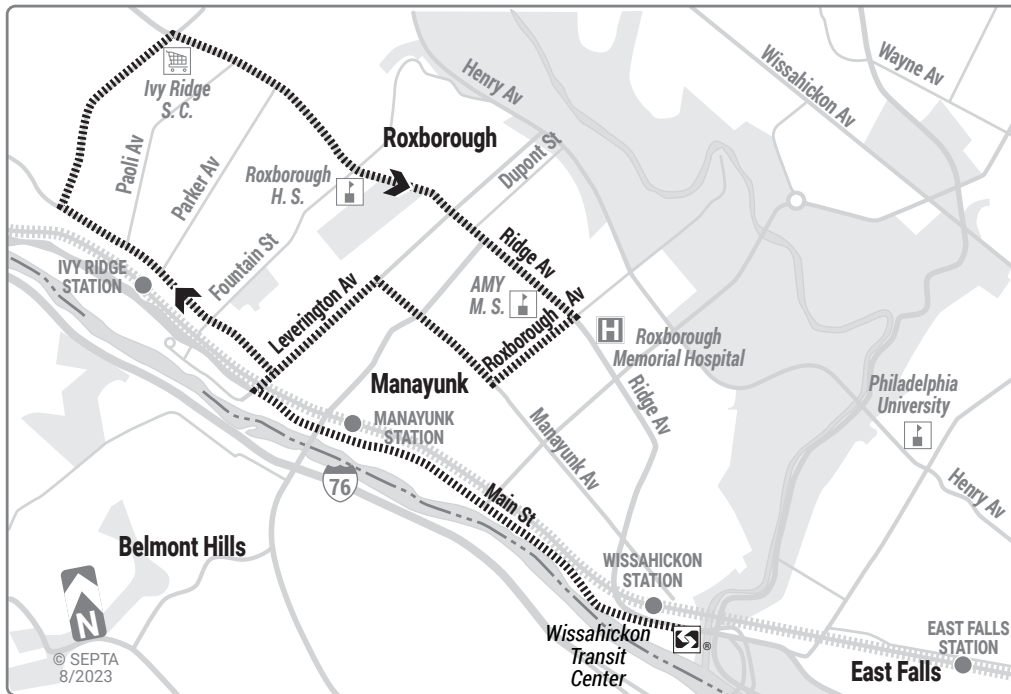 Ivy Ridge
S. C.
Paoli Av
Parker Av
Roxborough
Roxborough
H. S.
Henry Av
Dupont St
Wissahickon Av
Wayne Av
Fountain St
IVY RIDGE
STATION
Leverington Av
Ridge Av
AMY
M. S.
Roxborough Av
H
Roxborough
Memorial Hospital
Ridge Av
Manayunk
MANAYUNK
STATION
Manayunk Av
Philadelphia
University
Henry Av
76
Main St
Belmont Hills
WISSAHICKON
STATION
Wissahickon
Transit
Center
®
EAST FALLS
STATION
East Falls
N
© SEPTA
8/2023